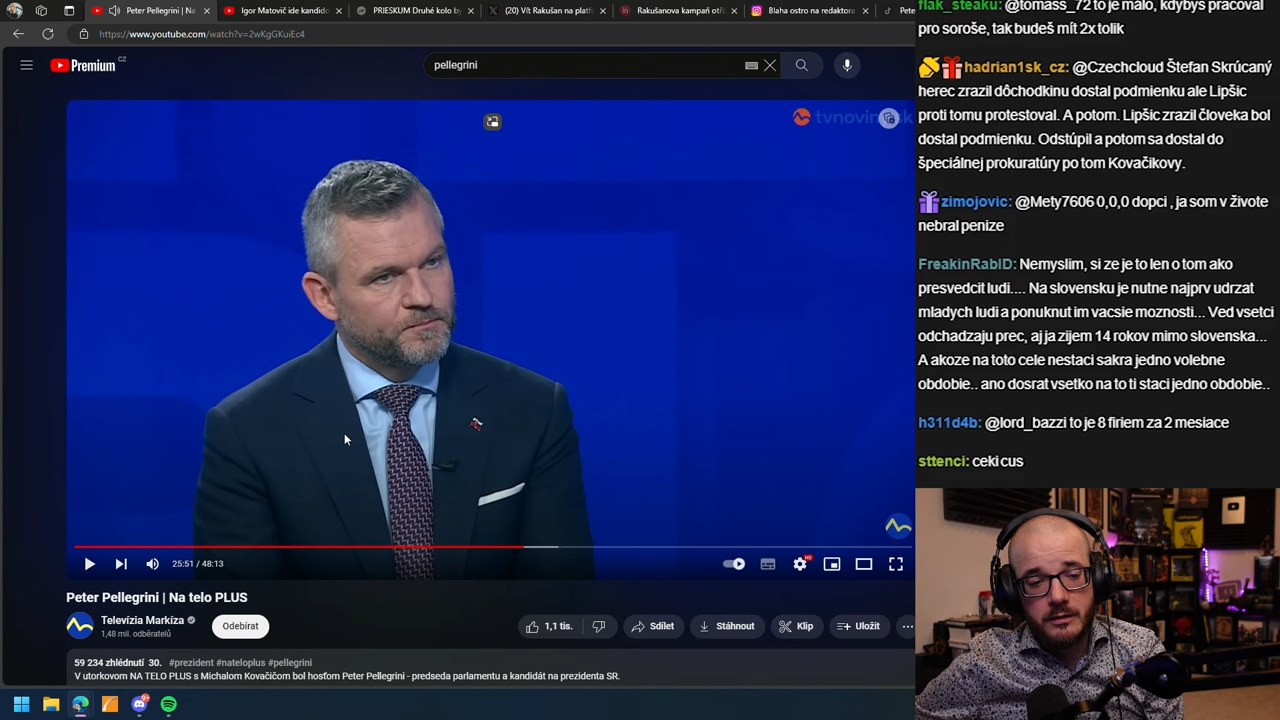 Peter Pellegrini | Na
Igor Matovič ide kandido
PRIESKUM Druhé kolo by
(20) Vít Rakušan na platfo
Rakušanova kampaň otř
Blaha ostro na redaktora
Pete
https://www.youtube.com/watch?v=2wKgGKuiEc4
Premium CZ
pellegrini
tvnoviny.sk
25:51 / 48:13
Peter Pellegrini | Na telo PLUS
Televízia Markíza
1,48 mil. odběratelů
Odebírat
1,1 tis.
Sdílet
Stáhnout
Klip
Uložit
59 234 zhlédnutí 30. #prezident #nateloplus #pellegrini
V utorkovom NA TELO PLUS s Michalom Kovačičom bol hosťom Peter Pellegrini - predseda parlamentu a kandidát na prezidenta SR.
flak_steaku: @tomass_72 to je málo, kdybys pracoval
pro soroše, tak budeš mít 2x tolik
hadrian1sk_cz: @Czechcloud Štefan Skrúcaný
herec zrazil dôchodkinu dostal podmienku ale Lipšic
proti tomu protestoval. A potom. Lipšic zrazil človeka bol
dostal podmienku. Odstúpil a potom sa dostal do
špeciálnej prokuratúry po tom Kovačikovy.
zimojovic: @Mety7606 0,0,0 dopci , ja som v živote
nebral penize
FreakinRabID: Nemyslim, si ze je to len o tom ako
presvedcit ludi.... Na slovensku je nutne najprv udrzat
mladych ludi a ponuknut im vacsie moznosti... Ved vsetci
odchadzaju prec, aj ja zijem 14 rokov mimo slovenska...
A akoze na toto cele nestaci sakra jedno volebne
obdobie.. ano dosrat vsetko na to ti staci jedno obdobie..
h311d4b: @lord_bazzi to je 8 firiem za 2 mesiace
sttenci: ceki cus